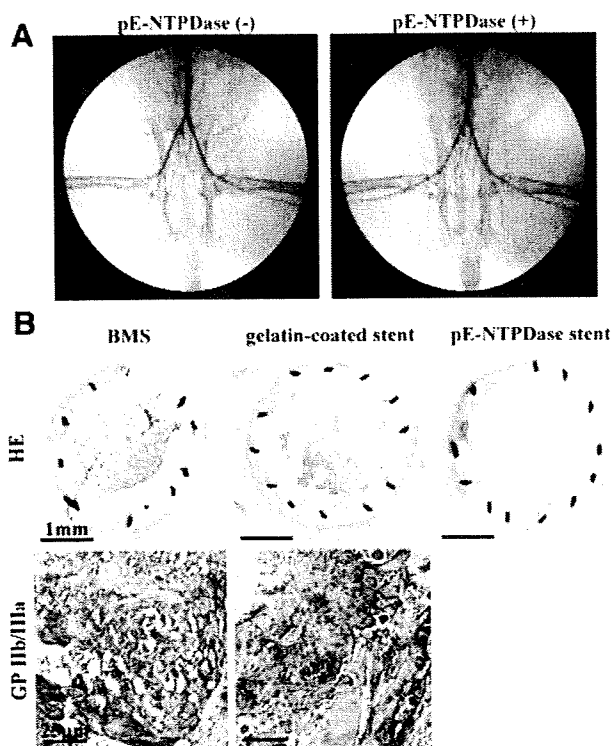 A
pE-NTPDase (-)
pE-NTPDase (+)
B
BMS
gelatin-coated stent
pE-NTPDase stent
HE
1mm
GP IIb/IIIa